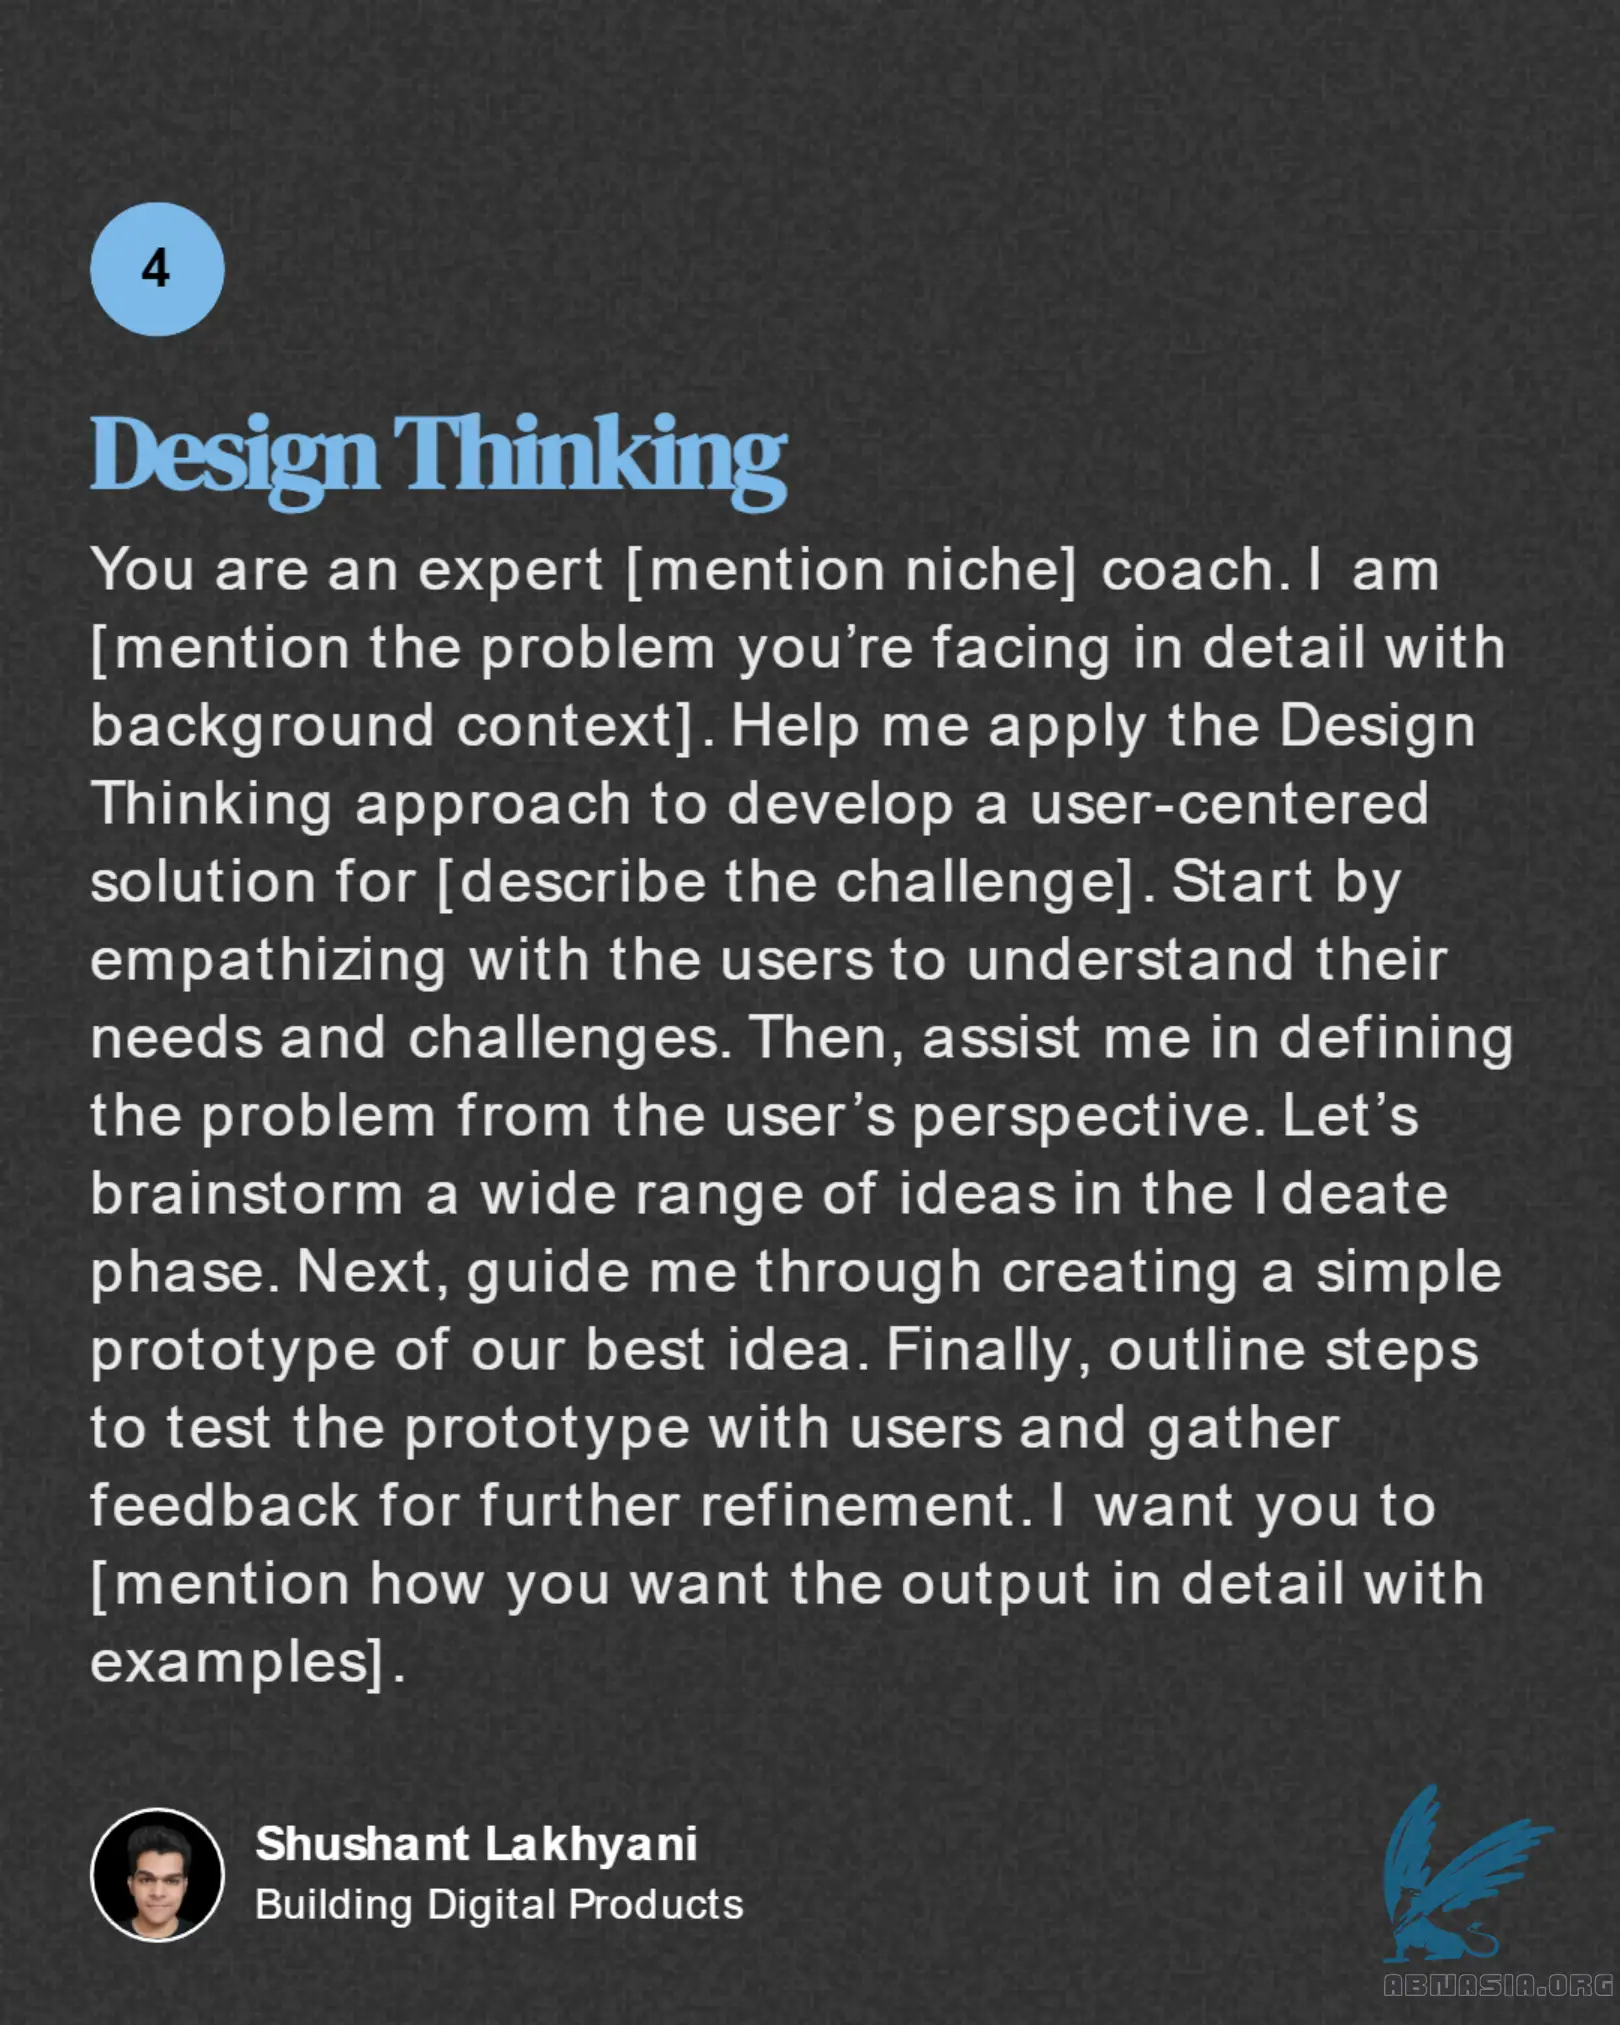 4
Design Thinking
You are an expert [mention niche] coach. I am
[mention the problem you’re facing in detail with
background context]. Help me apply the Design
Thinking approach to develop a user-centered
solution for [describe the challenge]. Start by
empathizing with the users to understand their
needs and challenges. Then, assist me in defining
the problem from the user’s perspective. Let’s
brainstorm a wide range of ideas in the Ideate
phase. Next, guide me through creating a simple
prototype of our best idea. Finally, outline steps
to test the prototype with users and gather
feedback for further refinement. I want you to
[mention how you want the output in detail with
examples].
Shushant Lakhyani
Building Digital Products
ABNASIA.ORG